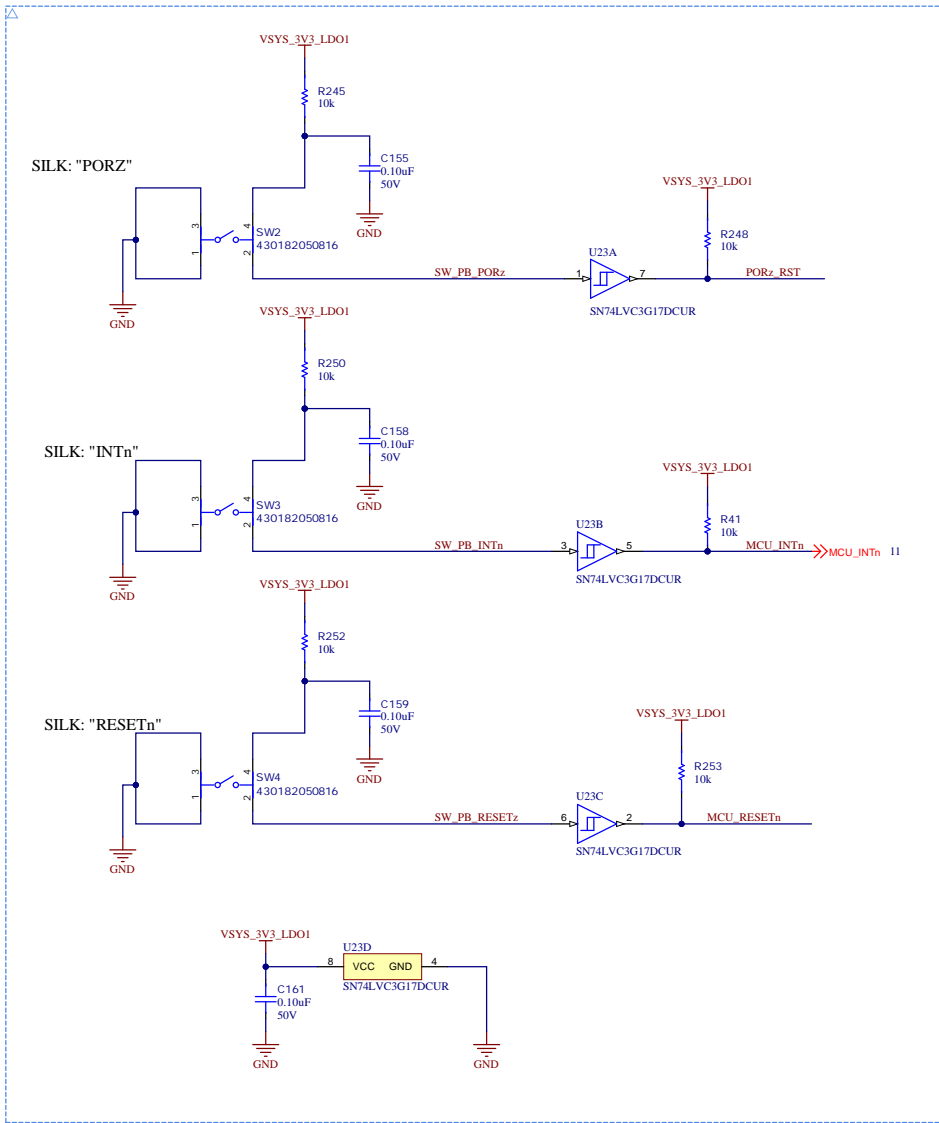 VSYS_3V3_LDO1
R245
10k
C155
0.10uF
50V
GND
SILK: "PORZ"
3
1
4
2
SW2
430182050816
GND
SW_PB_PORz
1
U23A
7
SN74LVC3G17DCUR
VSYS_3V3_LDO1
R248
10k
PORz_RST
VSYS_3V3_LDO1
R250
10k
C158
0.10uF
50V
GND
SILK: "INTn"
3
1
4
2
SW3
430182050816
GND
SW_PB_INTn
3
U23B
5
SN74LVC3G17DCUR
VSYS_3V3_LDO1
R41
10k
MCU_INTn
MCU_INTn 11
VSYS_3V3_LDO1
R252
10k
C159
0.10uF
50V
GND
SILK: "RESETn"
3
1
4
2
SW4
430182050816
GND
SW_PB_RESETz
6
U23C
2
SN74LVC3G17DCUR
VSYS_3V3_LDO1
R253
10k
MCU_RESETn
VSYS_3V3_LDO1
C161
0.10uF
50V
GND
U23D
8
VCC GND
4
SN74LVC3G17DCUR
GND